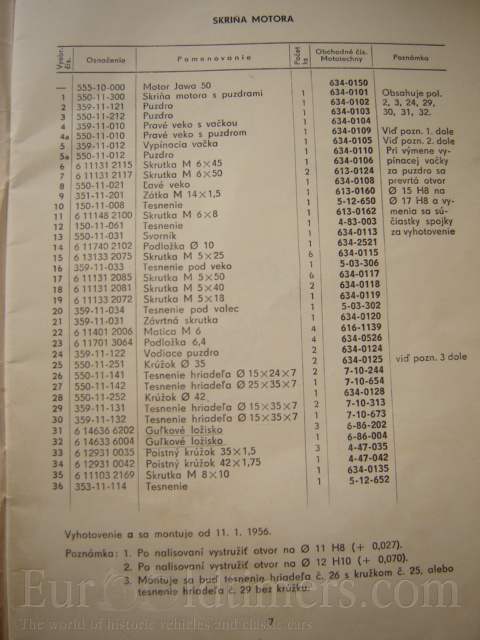 SKRIŇA MOTORA
Vyobr. čís. Označenie Pomenovanie Počet ks Obchodné čís. Mototechny Poznámka
— 555-10-000 Motor Jawa 50 634-0150
1 550-11-300 Skriňa motora s puzdrami 1 634-0101 Obsahuje pol.
2 359-11-121 Puzdro 1 634-0102 2, 3, 24, 29,
3 550-11-212 Puzdro 1 634-0103 30, 31, 32.
4 359-11-010 Pravé veko s vačkou 1 634-0104
4a 550-11-010 Pravé veko s puzdrom 1 634-0109 Viď pozn. 1. dole
5 359-11-012 Vypínacia vačka 1 634-0105 Viď pozn. 2. dole
5a 550-11-012 Puzdro 1 634-0110 Pri výmene vy-
6 6 11131 2115 Skrutka M 6×45 1 634-0106 pínacej vačky
7 6 11131 2117 Skrutka M 6×50 2 613-0124 za puzdro sa
8 550-11-021 Ľavé veko 1 634-0108 prevrtá otvor
9 351-11-201 Zátka M 14×1,5 1 613-0160 Ø 15 H8 na
10 150-11-008 Tesnenie 1 5-12-650 Ø 17 H8 a vy-
11 6 11148 2100 Skrutka M 6×8 1 613-0162 menia sa sú-
12 150-11-061 Tesnenie 1 4-83-003 čiastky spojky
13 550-11-031 Svorník 1 634-0113 za vyhotovenie
14 6 11740 2102 Podložka Ø 10 1 634-2521
15 6 13133 2075 Skrutka M 5×25 6 634-0115
16 359-11-033 Tesnenie pod veko 1 5-03-306
17 6 11131 2085 Skrutka M 5×50 6 634-0117
18 6 11131 2081 Skrutka M 5×40 2 634-0118
19 6 11133 2072 Skrutka M 5×18 1 634-0119
20 359-11-034 Tesnenie pod valec 1 5-03-302
21 359-11-031 Závrtná skrutka 1 634-0120
22 6 11401 2006 Matica M 6 4 616-1139
23 6 11701 3064 Podložka 6,4 4 634-0526
24 359-11-122 Vodiace puzdro 2 634-0124
25 550-11-251 Krúžok Ø 35 2 634-0125 viď pozn. 3 dole
26 550-11-141 Tesnenie hriadeľa Ø 15×24×7 2 7-10-244
27 550-11-142 Tesnenie hriadeľa Ø 25×35×7 1 7-10-654
28 550-11-252 Krúžok Ø 42 1 634-0128
29 359-11-131 Tesnenie hriadeľa Ø 15×35×7 2 7-10-313
30 359-11-132 Tesnenie hriadeľa Ø 15×35×7 1 7-10-673
31 6 14636 6202 Guľkové ložisko 3 6-86-202
32 6 14633 6004 Guľkové ložisko 1 6-86-004
33 6 12931 0035 Poistný krúžok 35×1,5 3 4-47-035
34 6 12931 0042 Poistný krúžok 42×1,75 1 4-47-042
35 6 11103 2169 Skrutka M 8×10 1 634-0135
36 353-11-114 Tesnenie 1 5-12-652
Vyhotovenie a sa montuje od 11. 1. 1956.
Poznámka: 1. Po nalisovaní vystružiť otvor na Ø 11 H8 (+ 0,027).
2. Po nalisovaní vystružiť otvor na Ø 12 H10 (+ 0,070).
3. Montuje sa buď tesnenie hriadeľa č. 26 s krúžkom č. 25, alebo
tesnenie hriadeľa č. 29 bez krúžku.
EurOldtimers.com
The world of historic vehicles and classic cars
7